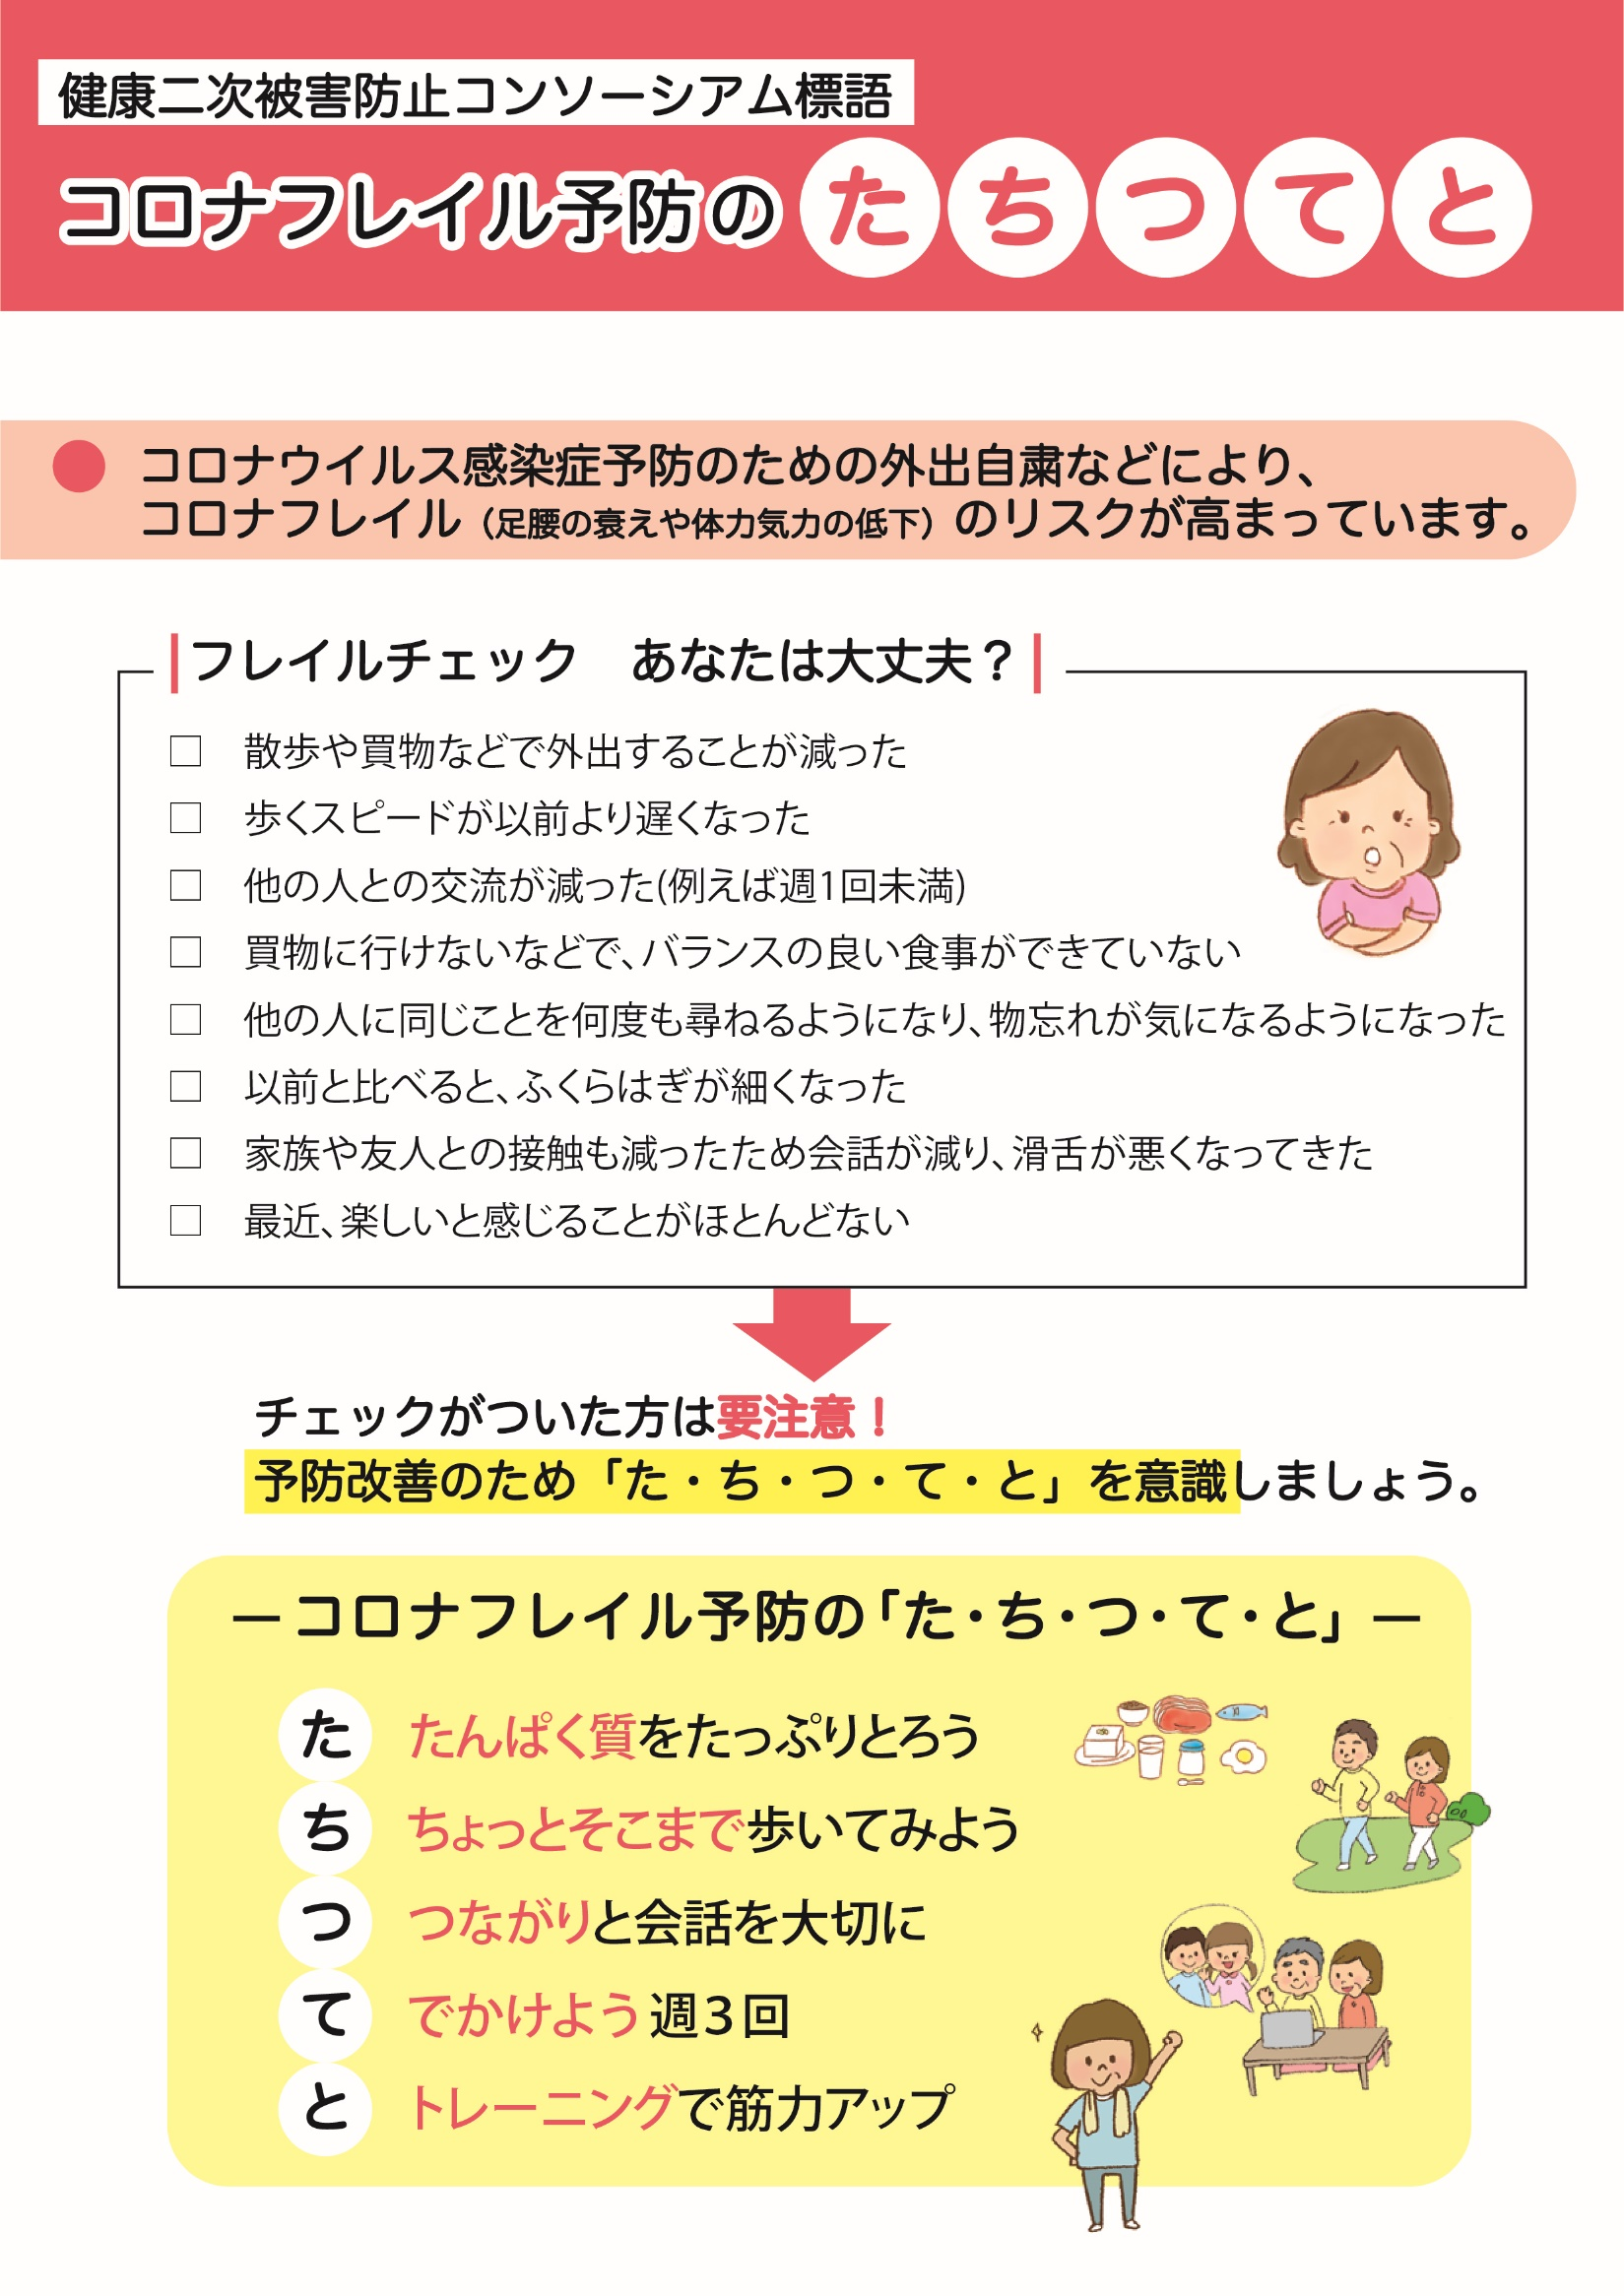 健康二次被害防止コンソーシアム標語
コロナフレイル予防の たちつてと
コロナウイルス感染症予防のための外出自粛などにより、
コロナフレイル（足腰の衰えや体力気力の低下）のリスクが高まっています。
フレイルチェック　あなたは大丈夫？
□ 散歩や買物などで外出することが減った
□ 歩くスピードが以前より遅くなった
□ 他の人との交流が減った(例えば週1回未満)
□ 買物に行けないなどで、バランスの良い食事ができていない
□ 他の人に同じことを何度も尋ねるようになり、物忘れが気になるようになった
□ 以前と比べると、ふくらはぎが細くなった
□ 家族や友人との接触も減ったため会話が減り、滑舌が悪くなってきた
□ 最近、楽しいと感じることがほとんどない
チェックがついた方は要注意！
予防改善のため「た・ち・つ・て・と」を意識しましょう。
― コロナフレイル予防の「た・ち・つ・て・と」 ―
た たんぱく質をたっぷりとろう
ち ちょっとそこまで歩いてみよう
つ つながりと会話を大切に
て でかけよう 週３回
と トレーニングで筋力アップ